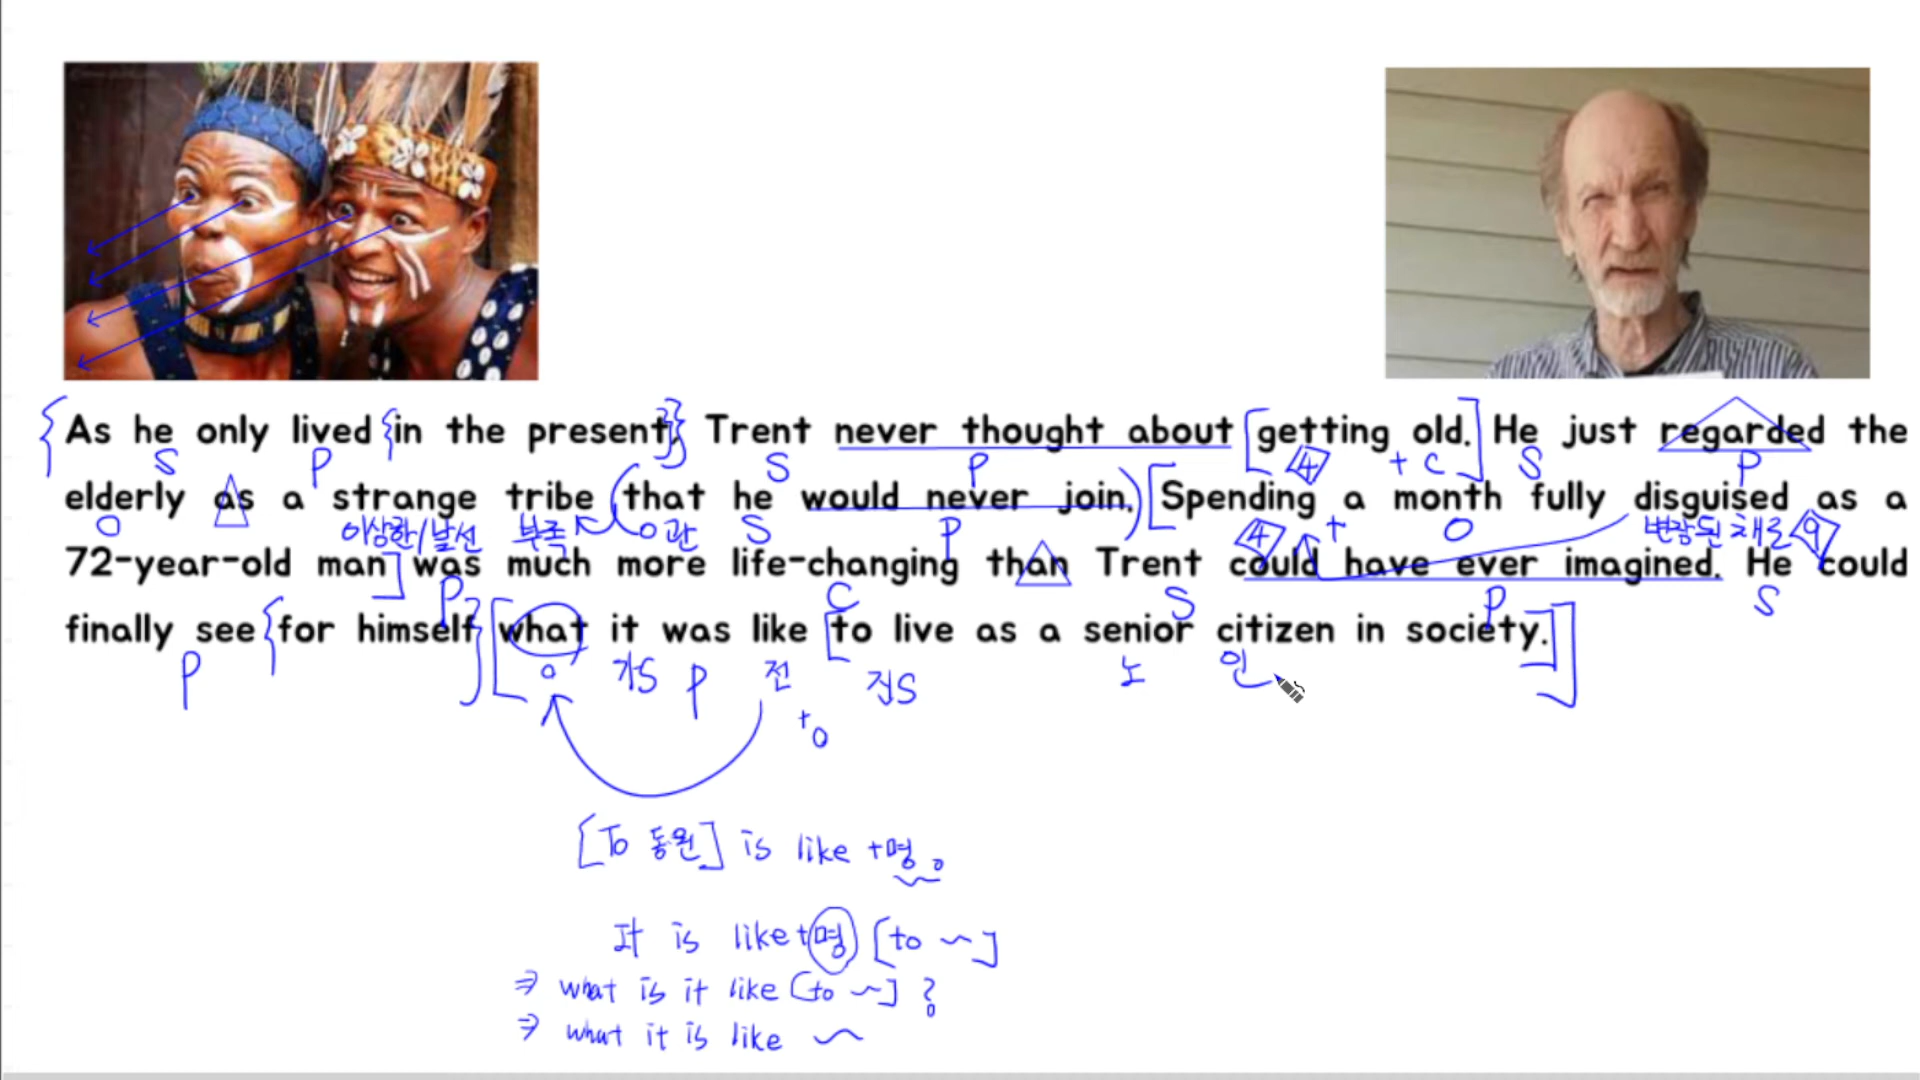 As he only lived in the present, Trent never thought about getting old. He just regarded the
S P S P 4 + C S P
elderly as a strange tribe that he would never join. Spending a month fully disguised as a
O 이상한/낯선 부족 O관 S P 4 + O 변장된 채로 9
72-year-old man was much more life-changing than Trent could have ever imagined. He could
P2 C S P S
finally see for himself what it was like to live as a senior citizen in society.
P O 가S P 전 진S 노 인
+O
[To 동원] is like +명。
It is like+명 [to ~]
⇒ what is it like [to ~] ?
⇒ what it is like ~